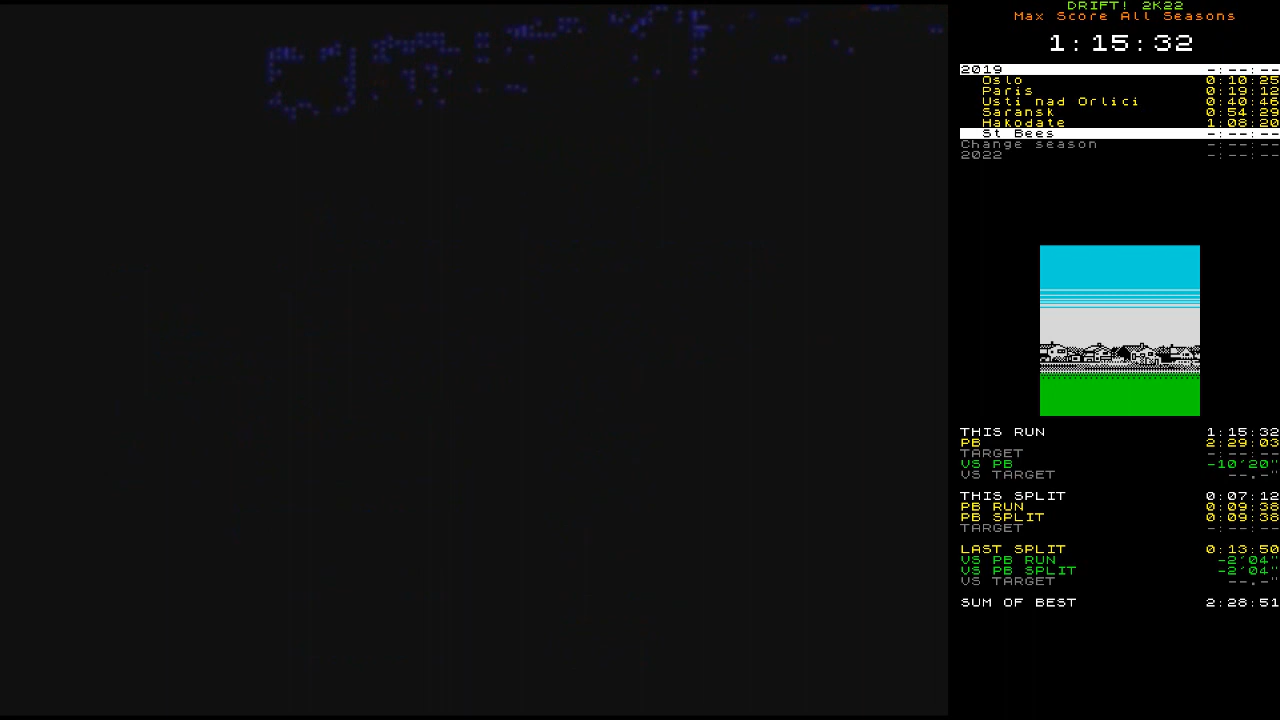 DRIFT! 2K22
Max Score All Seasons
1:15:32
2019 -:--:--
Oslo 0:10:25
Paris 0:19:12
Usti nad Orlici 0:40:46
Saransk 0:54:29
Hakodate 1:08:20
St Bees -:--:--
Change season -:--:--
2022 -:--:--
THIS RUN 1:15:32
PB 2:29:03
TARGET -:--:--
VS PB -10'20"
VS TARGET --.-"
THIS SPLIT 0:07:12
PB RUN 0:09:38
PB SPLIT 0:09:38
TARGET -:--:--
LAST SPLIT 0:13:50
VS PB RUN -2'04"
VS PB SPLIT -2'04"
VS TARGET --.-"
SUM OF BEST 2:28:51